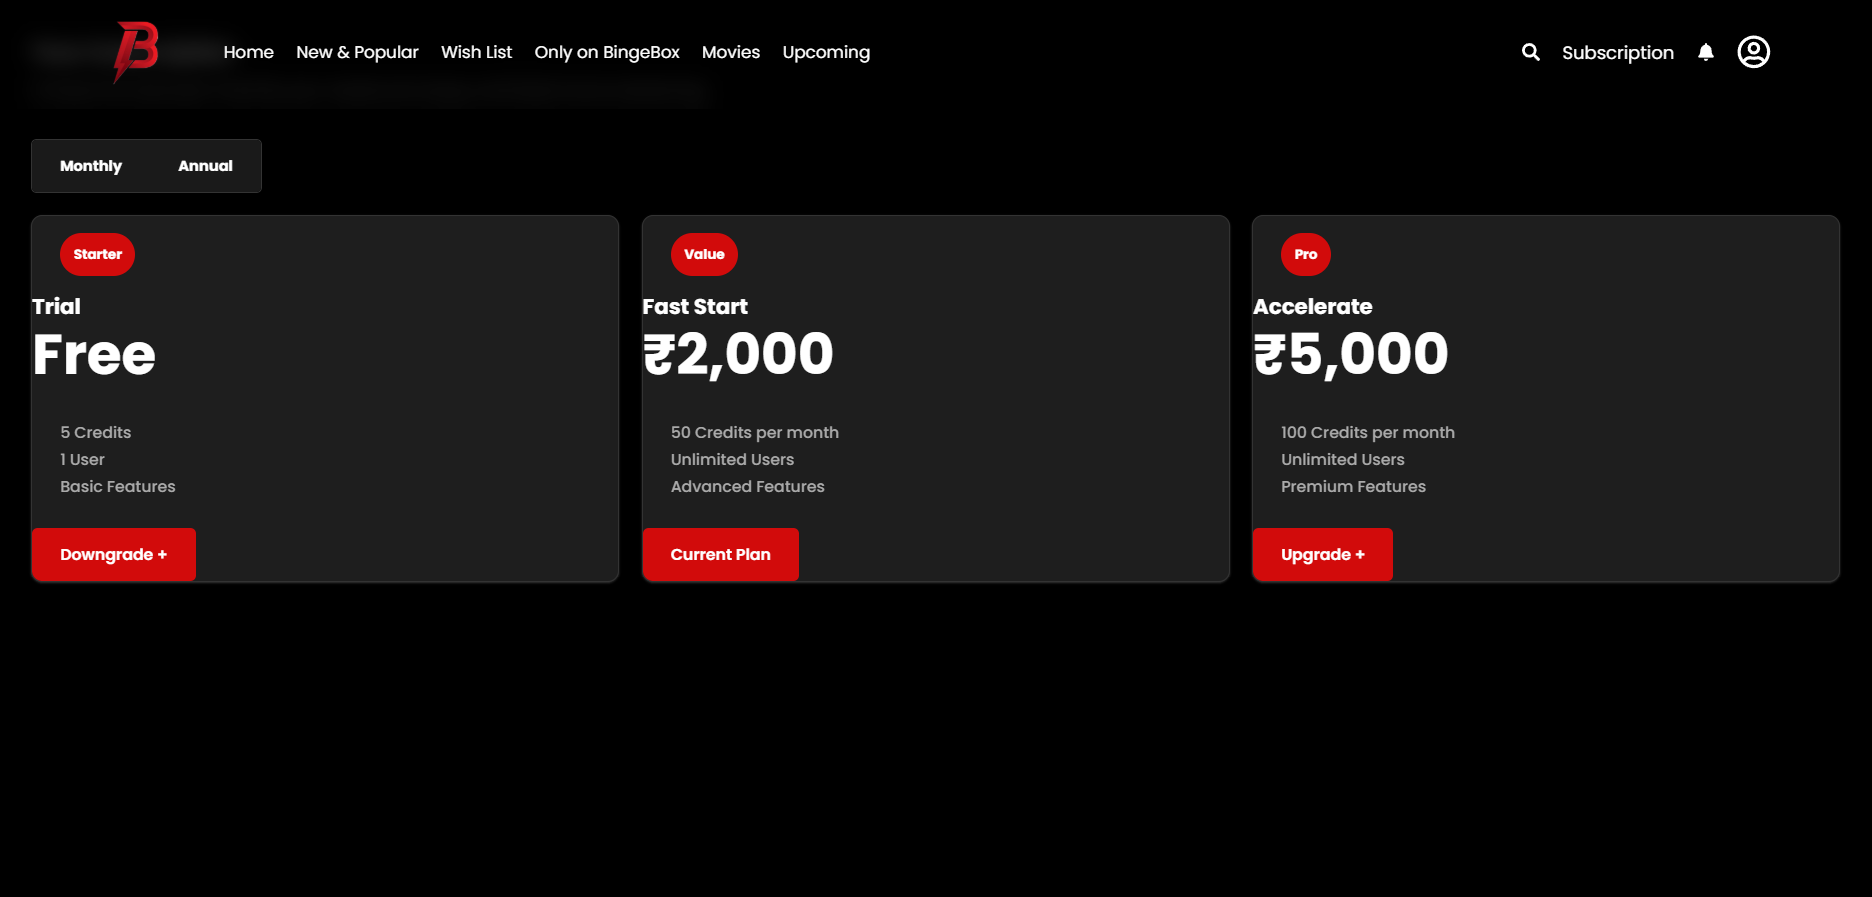 B Home New & Popular Wish List Only on BingeBox Movies Upcoming Subscription
Monthly Annual
Starter
Trial
Free
5 Credits
1 User
Basic Features
Downgrade +
Value
Fast Start
₹2,000
50 Credits per month
Unlimited Users
Advanced Features
Current Plan
Pro
Accelerate
₹5,000
100 Credits per month
Unlimited Users
Premium Features
Upgrade +